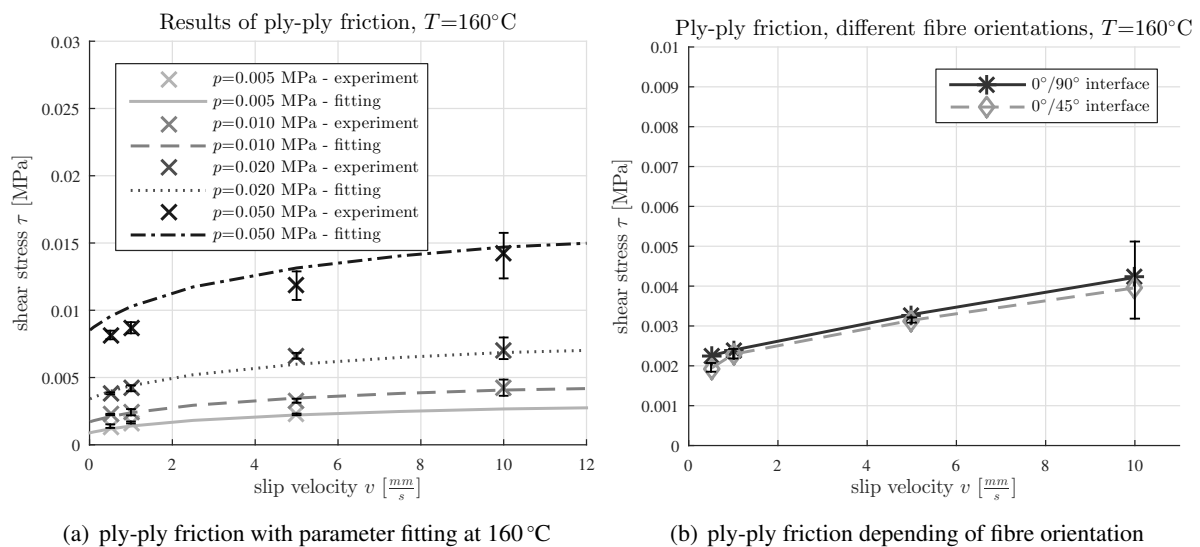 Results of ply-ply friction, T=160°C
0.03
0.025
0.02
0.015
0.01
0.005
0
shear stress τ [MPa]
p=0.005 MPa - experiment
p=0.005 MPa - fitting
p=0.010 MPa - experiment
p=0.010 MPa - fitting
p=0.020 MPa - experiment
p=0.020 MPa - fitting
p=0.050 MPa - experiment
p=0.050 MPa - fitting
0 2 4 6 8 10 12
slip velocity v [mm/s]
(a) ply-ply friction with parameter fitting at 160 °C
Ply-ply friction, different fibre orientations, T=160°C
0.01
0.009
0.008
0.007
0.006
0.005
0.004
0.003
0.002
0.001
0
shear stress τ [MPa]
0°/90° interface
0°/45° interface
0 2 4 6 8 10
slip velocity v [mm/s]
(b) ply-ply friction depending of fibre orientation